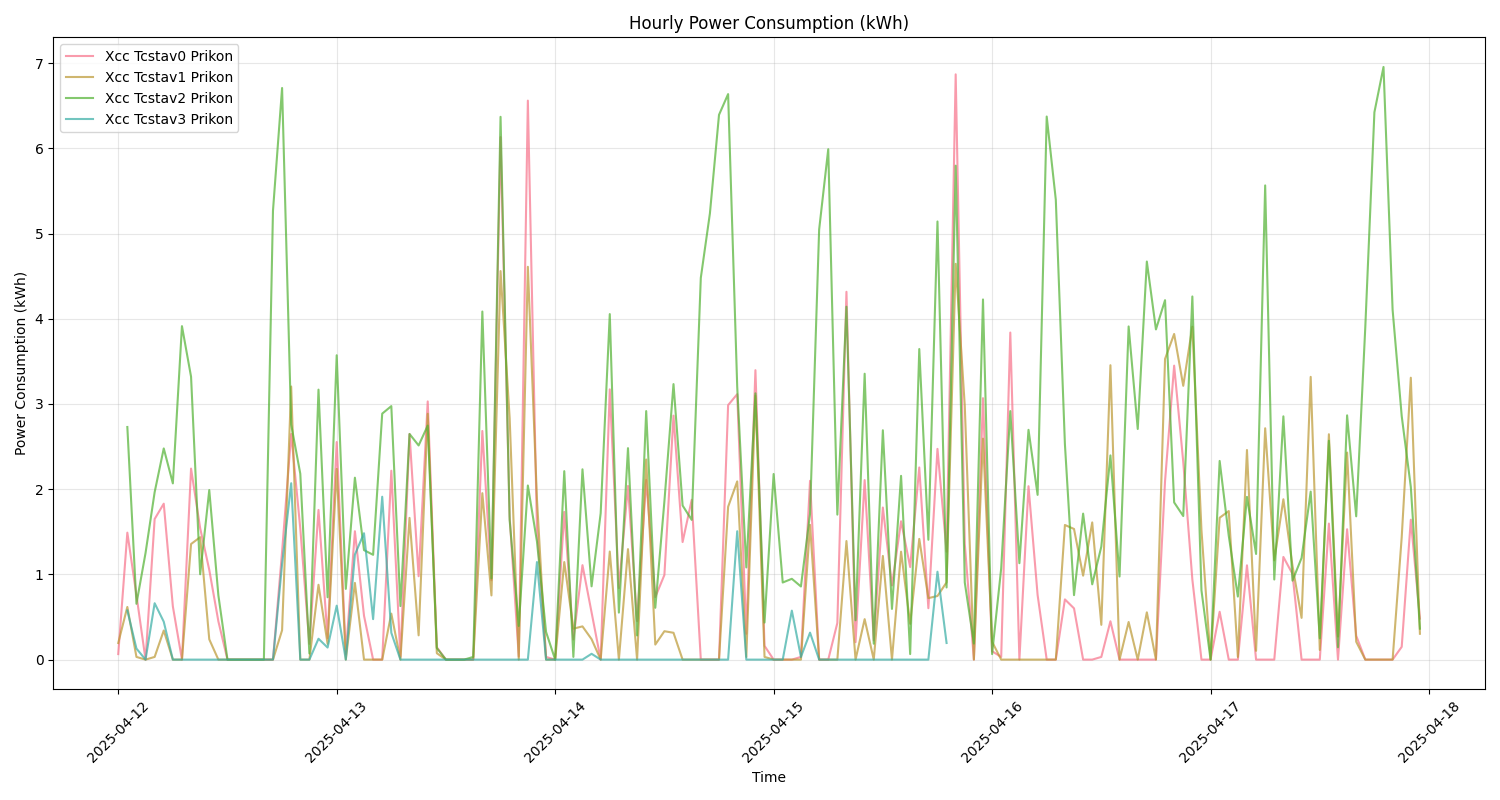 Hourly Power Consumption (kWh)
Xcc Tcstav0 Prikon
Xcc Tcstav1 Prikon
Xcc Tcstav2 Prikon
Xcc Tcstav3 Prikon
7
6
5
4
3
2
1
0
Power Consumption (kWh)
2025-04-12
2025-04-13
2025-04-14
2025-04-15
2025-04-16
2025-04-17
2025-04-18
Time